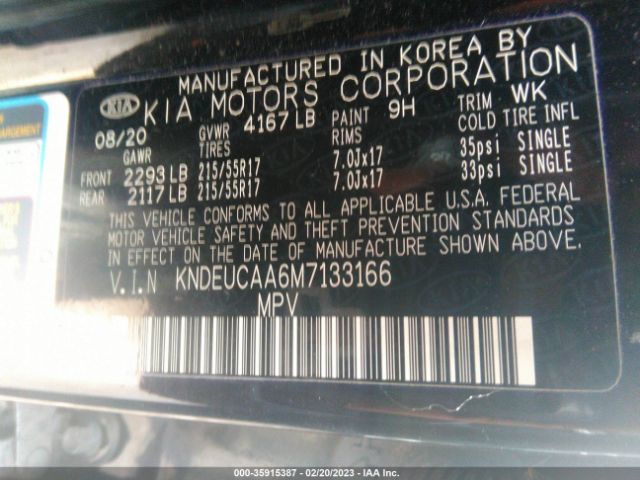 MANUFACTURED IN KOREA BY
KIA KIA MOTORS CORPORATION
08/20 GVWR 4167 LB PAINT 9H TRIM WK
GAWR TIRES RIMS COLD TIRE INFL
FRONT 2293 LB 215/55R17 7.0Jx17 35psi SINGLE
REAR 2117 LB 215/55R17 7.0Jx17 33psi SINGLE
THIS VEHICLE CONFORMS TO ALL APPLICABLE U.S.A. FEDERAL
MOTOR VEHICLE SAFETY AND THEFT PREVENTION STANDARDS
IN EFFECT ON THE DATE OF MANUFACTURE SHOWN ABOVE.
V.I.N KNDEUCAA6M7133166
MPV
000-35915387 - 02/20/2023 - IAA Inc.